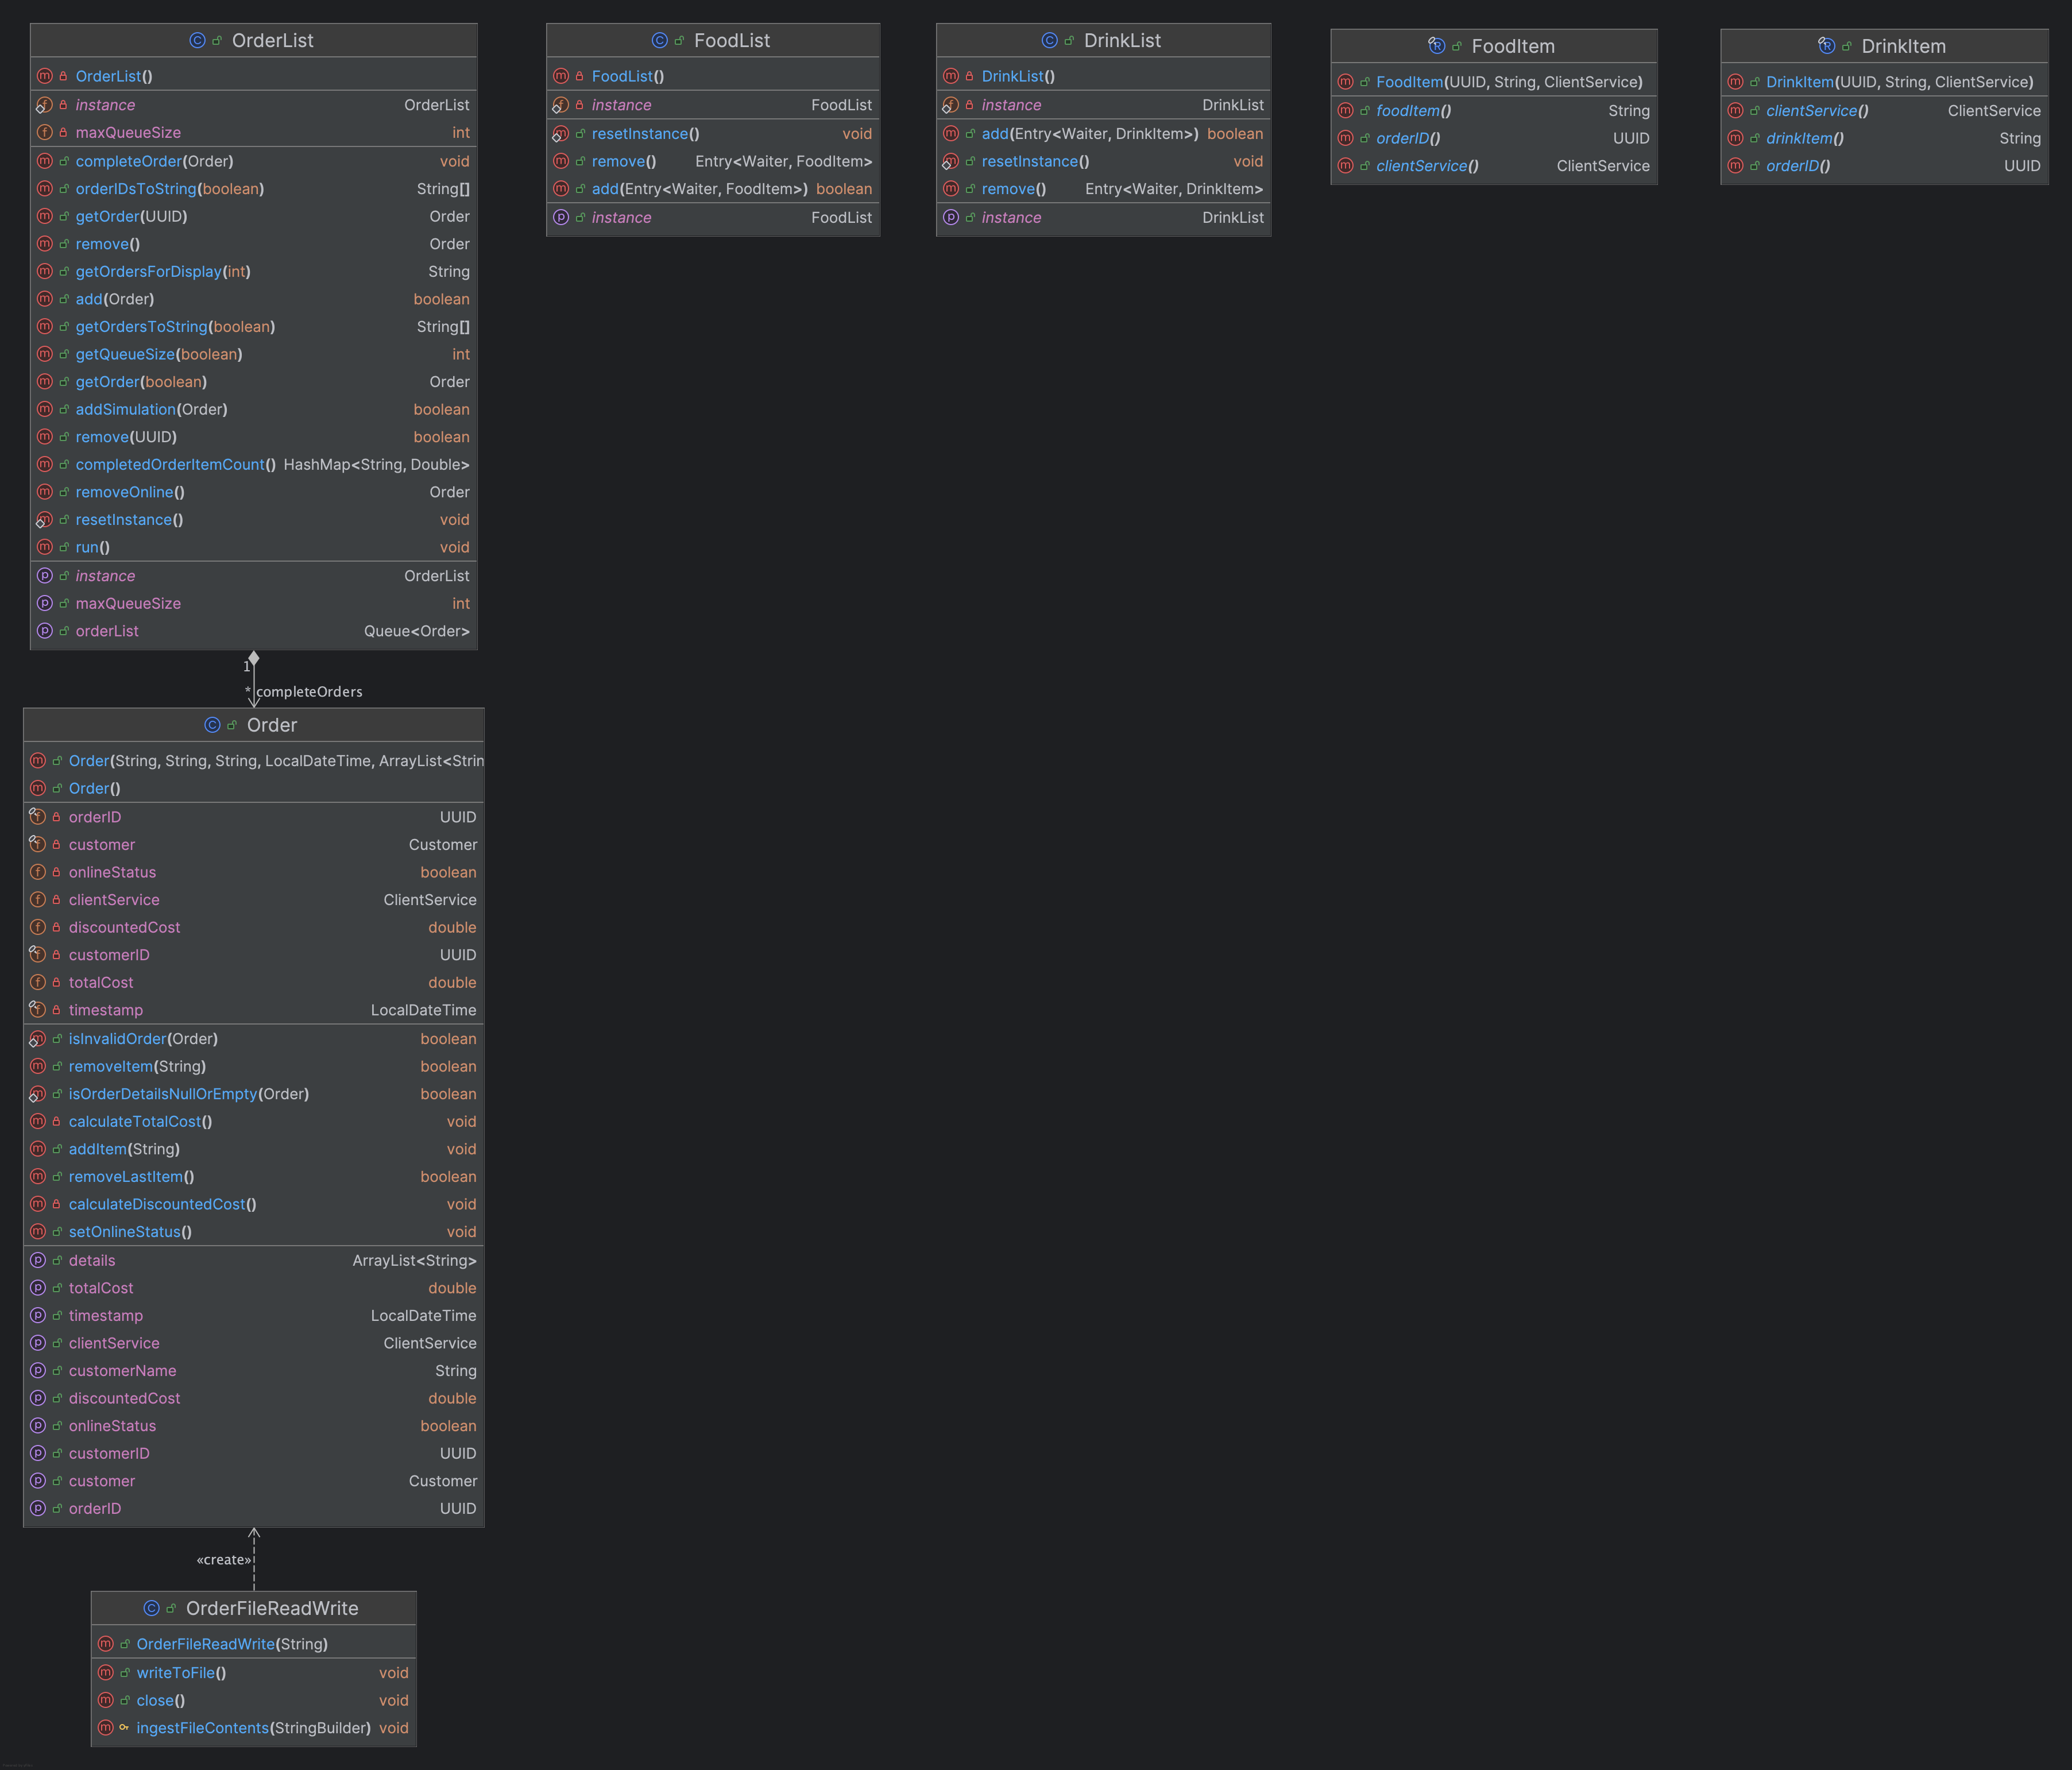 OrderList
OrderList()
instance OrderList
maxQueueSize int
completeOrder(Order) void
orderIDsToString(boolean) String[]
getOrder(UUID) Order
remove() Order
getOrdersForDisplay(int) String
add(Order) boolean
getOrdersToString(boolean) String[]
getQueueSize(boolean) int
getOrder(boolean) Order
addSimulation(Order) boolean
remove(UUID) boolean
completedOrderItemCount() HashMap<String, Double>
removeOnline() Order
resetInstance() void
run() void
instance OrderList
maxQueueSize int
orderList Queue<Order>
1
* completeOrders
Order
Order(String, String, String, LocalDateTime, ArrayList<Strin
Order()
orderID UUID
customer Customer
onlineStatus boolean
clientService ClientService
discountedCost double
customerID UUID
totalCost double
timestamp LocalDateTime
isInvalidOrder(Order) boolean
removeItem(String) boolean
isOrderDetailsNullOrEmpty(Order) boolean
calculateTotalCost() void
addItem(String) void
removeLastItem() boolean
calculateDiscountedCost() void
setOnlineStatus() void
details ArrayList<String>
totalCost double
timestamp LocalDateTime
clientService ClientService
customerName String
discountedCost double
onlineStatus boolean
customerID UUID
customer Customer
orderID UUID
«create»
OrderFileReadWrite
OrderFileReadWrite(String)
writeToFile() void
close() void
ingestFileContents(StringBuilder) void
FoodList
FoodList()
instance FoodList
resetInstance() void
remove() Entry<Waiter, FoodItem>
add(Entry<Waiter, FoodItem>) boolean
instance FoodList
DrinkList
DrinkList()
instance DrinkList
add(Entry<Waiter, DrinkItem>) boolean
resetInstance() void
remove() Entry<Waiter, DrinkItem>
instance DrinkList
FoodItem
FoodItem(UUID, String, ClientService)
foodItem() String
orderID() UUID
clientService() ClientService
DrinkItem
DrinkItem(UUID, String, ClientService)
clientService() ClientService
drinkItem() String
orderID() UUID